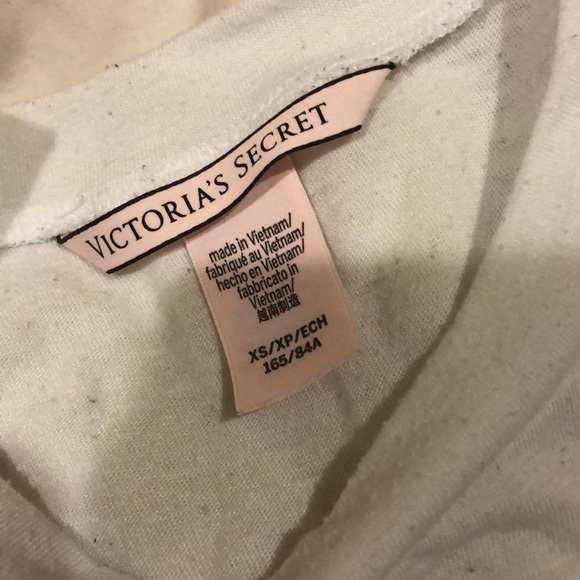 VICTORIA'S SECRET
made in Vietnam/
fabriqué au Vietnam/
hecho en Vietnam/
fabbricato in
Vietnam/
越南制造
XS/XP/ECH
165/84A